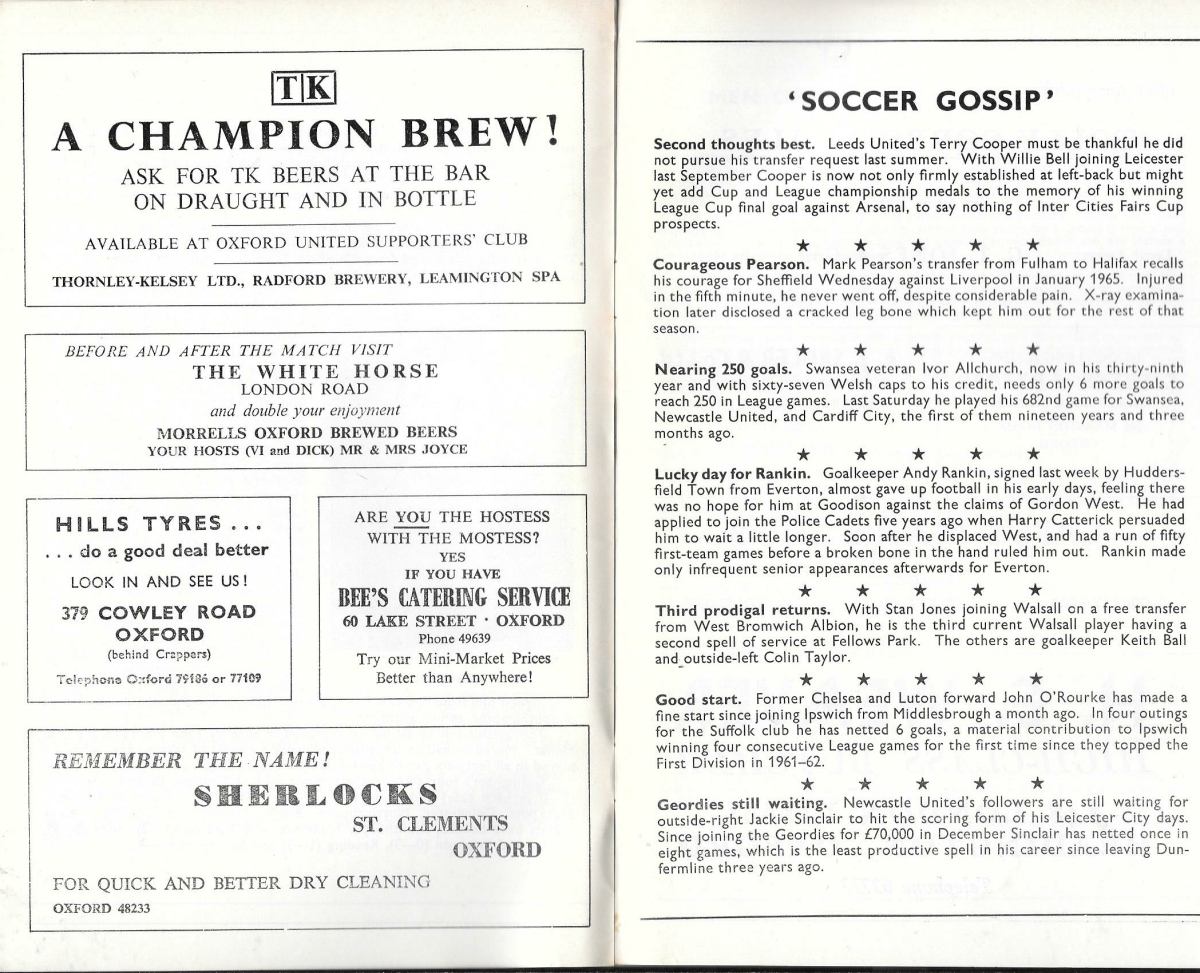 TK
A CHAMPION BREW!
ASK FOR TK BEERS AT THE BAR
ON DRAUGHT AND IN BOTTLE
AVAILABLE AT OXFORD UNITED SUPPORTERS' CLUB
THORNLEY-KELSEY LTD., RADFORD BREWERY, LEAMINGTON SPA
BEFORE AND AFTER THE MATCH VISIT
THE WHITE HORSE
LONDON ROAD
and double your enjoyment
MORRELLS OXFORD BREWED BEERS
YOUR HOSTS (VI and DICK) MR & MRS JOYCE
HILLS TYRES ...
... do a good deal better
LOOK IN AND SEE US!
379 COWLEY ROAD
OXFORD
(behind Crappers)
Telephone Oxford 79186 or 77109
ARE YOU THE HOSTESS
WITH THE MOSTESS?
YES
IF YOU HAVE
BEE'S CATERING SERVICE
60 LAKE STREET · OXFORD
Phone 49639
Try our Mini-Market Prices
Better than Anywhere!
REMEMBER THE NAME!
SHERLOCKS
ST. CLEMENTS
OXFORD
FOR QUICK AND BETTER DRY CLEANING
OXFORD 48233
'SOCCER GOSSIP'
Second thoughts best. Leeds United's Terry Cooper must be thankful he did
not pursue his transfer request last summer. With Willie Bell joining Leicester
last September Cooper is now not only firmly established at left-back but might
yet add Cup and League championship medals to the memory of his winning
League Cup final goal against Arsenal, to say nothing of Inter Cities Fairs Cup
prospects.
★ ★ ★ ★ ★
Courageous Pearson. Mark Pearson's transfer from Fulham to Halifax recalls
his courage for Sheffield Wednesday against Liverpool in January 1965. Injured
in the fifth minute, he never went off, despite considerable pain. X-ray examina-
tion later disclosed a cracked leg bone which kept him out for the rest of that
season.
★ ★ ★ ★ ★
Nearing 250 goals. Swansea veteran Ivor Allchurch, now in his thirty-ninth
year and with sixty-seven Welsh caps to his credit, needs only 6 more goals to
reach 250 in League games. Last Saturday he played his 682nd game for Swansea,
Newcastle United, and Cardiff City, the first of them nineteen years and three
months ago.
★ ★ ★ ★ ★
Lucky day for Rankin. Goalkeeper Andy Rankin, signed last week by Hudders-
field Town from Everton, almost gave up football in his early days, feeling there
was no hope for him at Goodison against the claims of Gordon West. He had
applied to join the Police Cadets five years ago when Harry Catterick persuaded
him to wait a little longer. Soon after he displaced West, and had a run of fifty
first-team games before a broken bone in the hand ruled him out. Rankin made
only infrequent senior appearances afterwards for Everton.
★ ★ ★ ★ ★
Third prodigal returns. With Stan Jones joining Walsall on a free transfer
from West Bromwich Albion, he is the third current Walsall player having a
second spell of service at Fellows Park. The others are goalkeeper Keith Ball
and outside-left Colin Taylor.
★ ★ ★ ★ ★
Good start. Former Chelsea and Luton forward John O'Rourke has made a
fine start since joining Ipswich from Middlesbrough a month ago. In four outings
for the Suffolk club he has netted 6 goals, a material contribution to Ipswich
winning four consecutive League games for the first time since they topped the
First Division in 1961–62.
★ ★ ★ ★ ★
Geordies still waiting. Newcastle United's followers are still waiting for
outside-right Jackie Sinclair to hit the scoring form of his Leicester City days.
Since joining the Geordies for £70,000 in December Sinclair has netted once in
eight games, which is the least productive spell in his career since leaving Dun-
fermline three years ago.